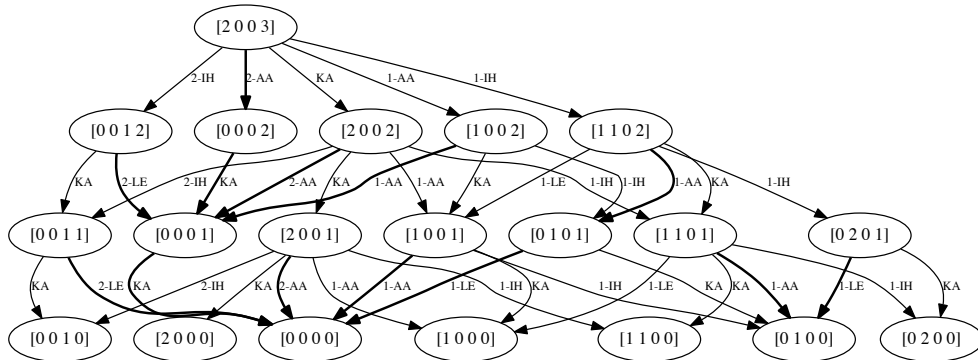 [2 0 0 3]
2-IH 2-AA KA 1-AA 1-IH
[0 0 1 2] [0 0 0 2] [2 0 0 2] [1 0 0 2] [1 1 0 2]
KA 2-LE KA 2-IH 2-AA KA 1-AA 1-AA KA 1-LE 1-IH 1-IH 1-AA KA 1-IH
[0 0 1 1] [0 0 0 1] [2 0 0 1] [1 0 0 1] [0 1 0 1] [1 1 0 1] [0 2 0 1]
KA 2-LE KA 2-IH KA 2-AA 1-AA 1-AA 1-LE 1-IH KA 1-IH 1-LE KA KA 1-AA 1-LE 1-IH KA
[0 0 1 0] [2 0 0 0] [0 0 0 0] [1 0 0 0] [1 1 0 0] [0 1 0 0] [0 2 0 0]